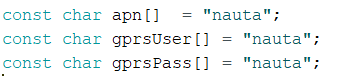 const char apn[]  = "nauta";
const char gprsUser[] = "nauta";
const char gprsPass[] = "nauta";